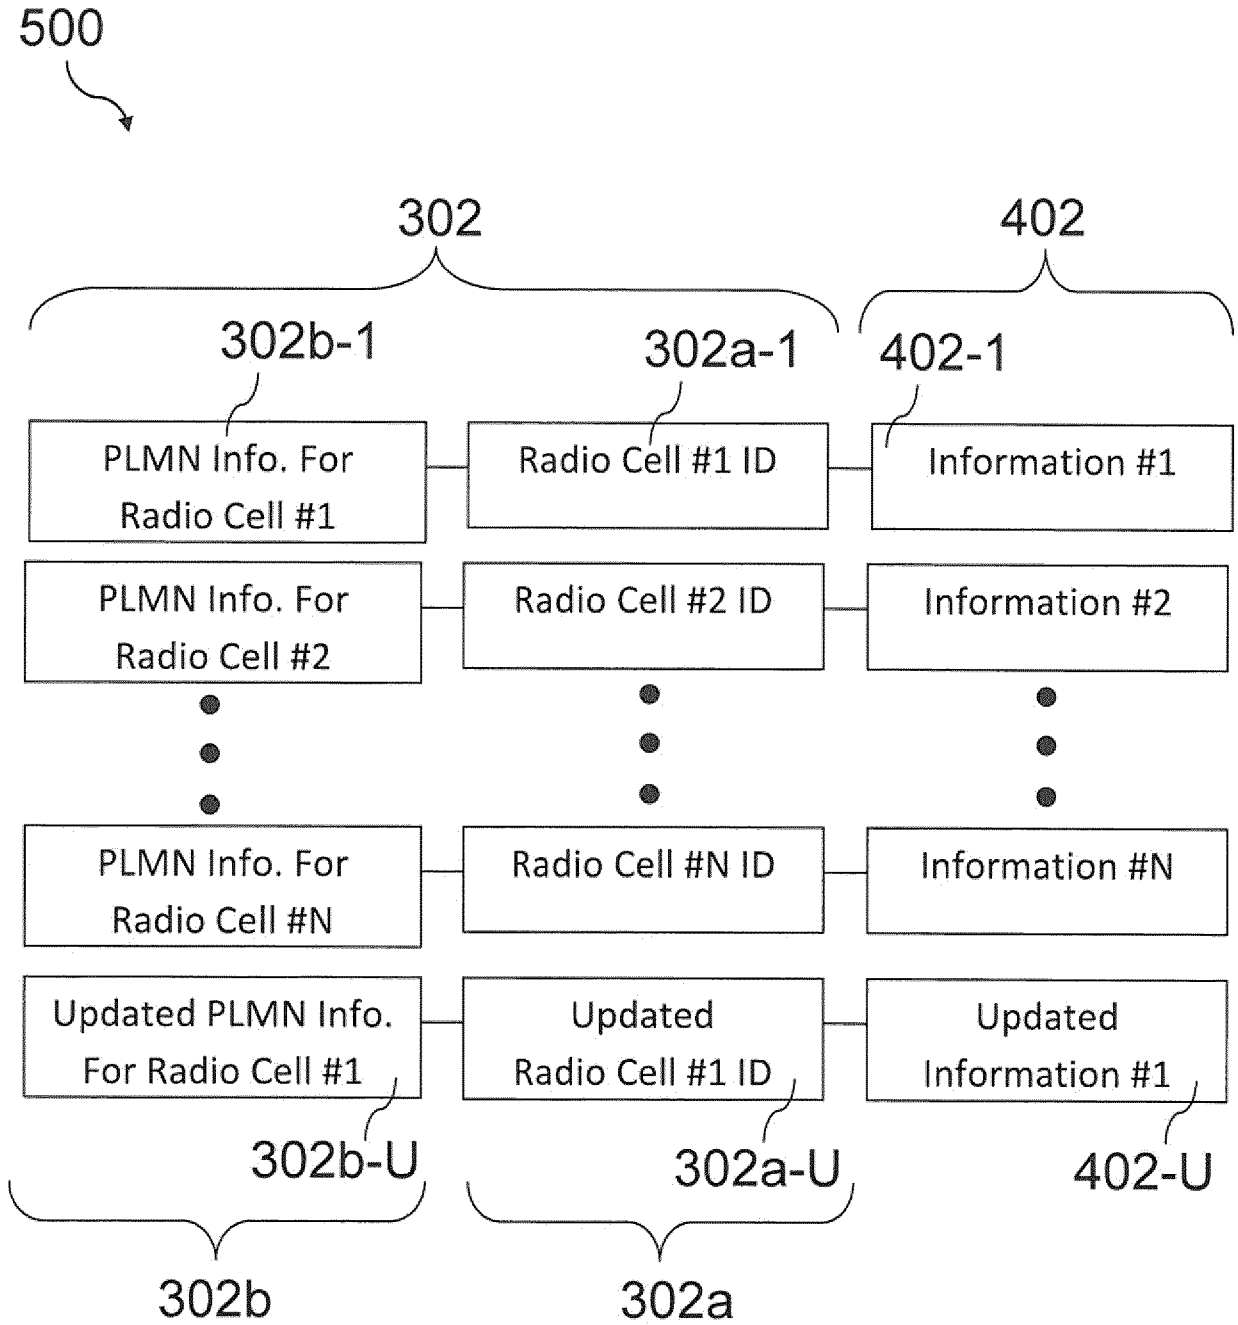 500
302
402
302b-1
302a-1
402-1
PLMN Info. For
Radio Cell #1
Radio Cell #1 ID
Information #1
PLMN Info. For
Radio Cell #2
Radio Cell #2 ID
Information #2
PLMN Info. For
Radio Cell #N
Radio Cell #N ID
Information #N
Updated PLMN Info.
For Radio Cell #1
Updated
Radio Cell #1 ID
Updated
Information #1
302b-U
302a-U
402-U
302b
302a